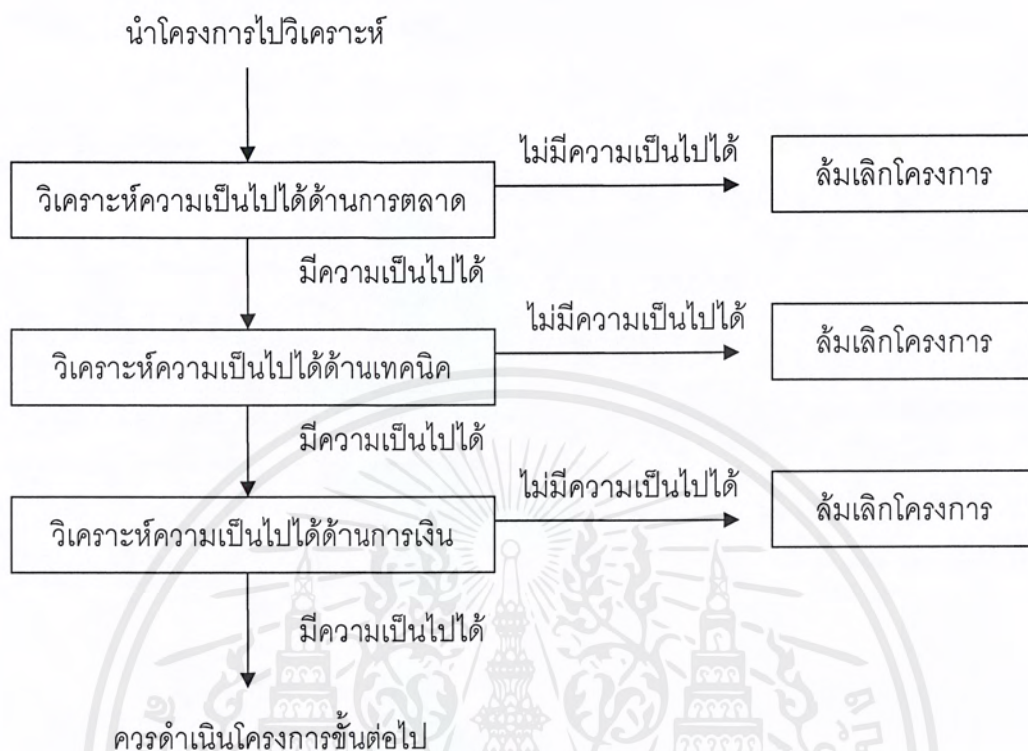 นำโครงการไปวิเคราะห์
ไม่มีความเป็นไปได้
ล้มเลิกโครงการ
วิเคราะห์ความเป็นไปได้ด้านการตลาด
มีความเป็นไปได้
ไม่มีความเป็นไปได้
ล้มเลิกโครงการ
วิเคราะห์ความเป็นไปได้ด้านเทคนิค
มีความเป็นไปได้
ไม่มีความเป็นไปได้
ล้มเลิกโครงการ
วิเคราะห์ความเป็นไปได้ด้านการเงิน
มีความเป็นไปได้
ควรดำเนินโครงการขั้นต่อไป